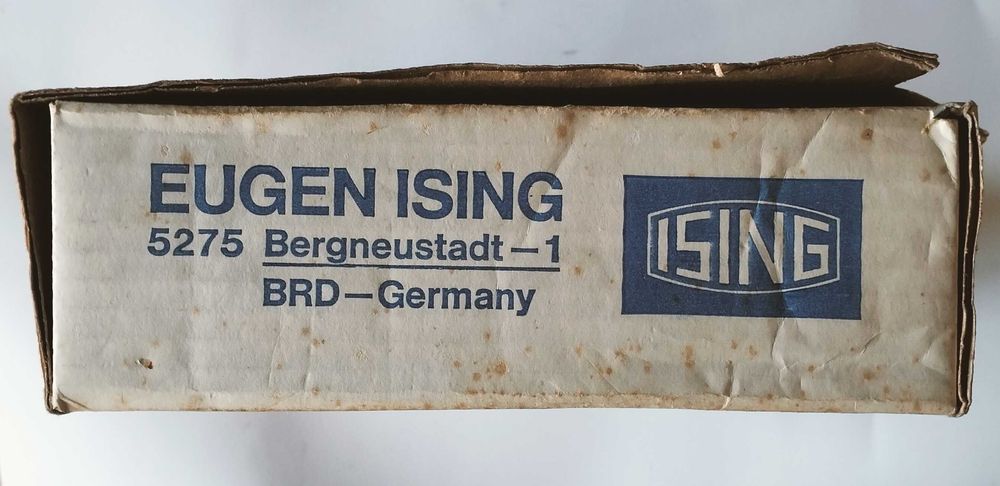 EUGEN ISING
5275 Bergneustadt–1
BRD–Germany
ISING